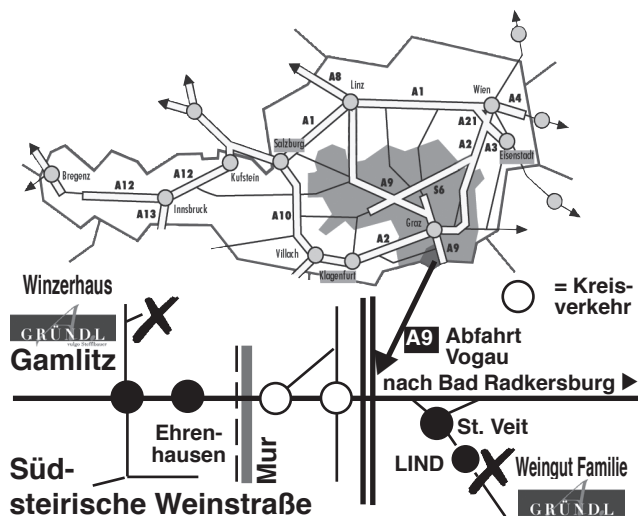 A8
Linz
A1
Wien
A4
A1
A21
Salzburg
A2
A3
Eisenstadt
Bregenz
A12
A12
Kufstein
A9
S6
A13
Innsbruck
A10
Graz
Villach
A2
A9
Klagenfurt
Winzerhaus
= Kreis-
verkehr
GRÜNDL
vulgo Steffbauer
Gamlitz
A9 Abfahrt
Vogau
nach Bad Radkersburg
Ehren-
hausen
Mur
St. Veit
LIND
Süd-
steirische Weinstraße
Weingut Familie
GRÜNDL